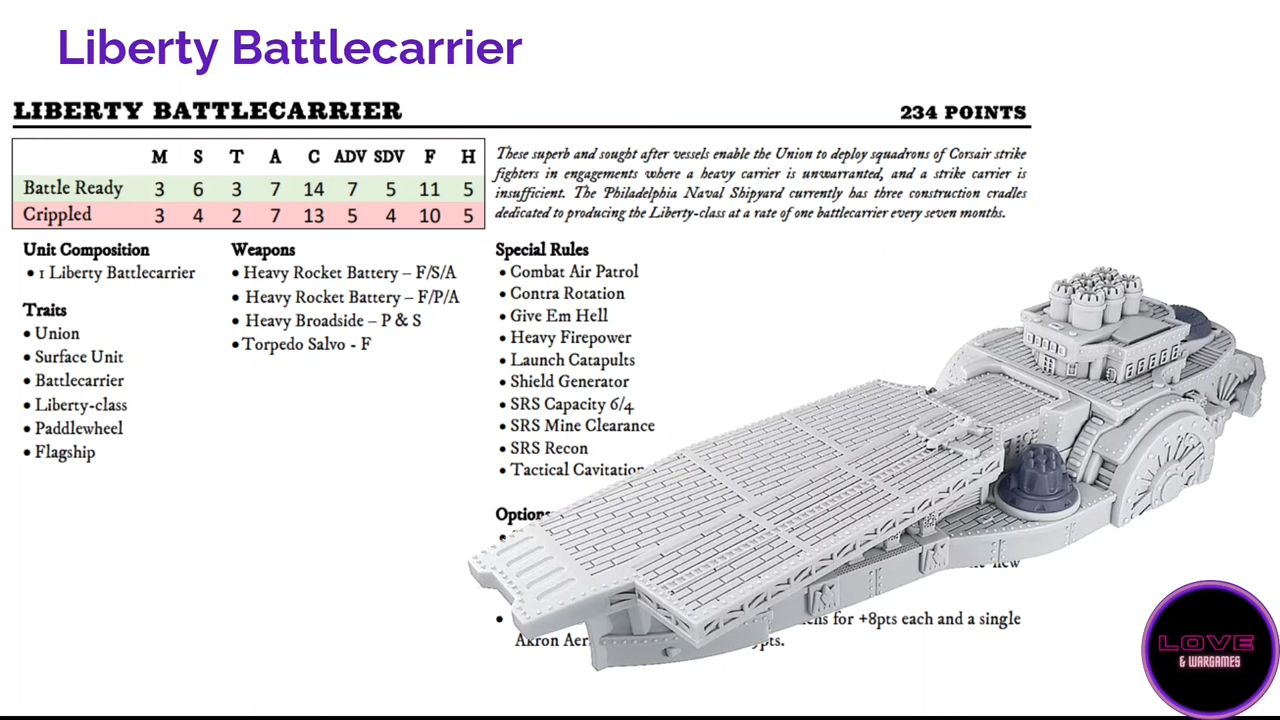 Liberty Battlecarrier
LIBERTY BATTLECARRIER
234 POINTS
M S T A C ADV SDV F H
Battle Ready 3 6 3 7 14 7 5 11 5
Crippled 3 4 2 7 13 5 4 10 5
These superb and sought after vessels enable the Union to deploy squadrons of Corsair strike
fighters in engagements where a heavy carrier is unwarranted, and a strike carrier is
insufficient. The Philadelphia Naval Shipyard currently has three construction cradles
dedicated to producing the Liberty-class at a rate of one battlecarrier every seven months.
Unit Composition
• 1 Liberty Battlecarrier
Traits
• Union
• Surface Unit
• Battlecarrier
• Liberty-class
• Paddlewheel
• Flagship
Weapons
• Heavy Rocket Battery – F/S/A
• Heavy Rocket Battery – F/P/A
• Heavy Broadside – P & S
• Torpedo Salvo - F
Special Rules
• Combat Air Patrol
• Contra Rotation
• Give Em Hell
• Heavy Firepower
• Launch Catapults
• Shield Generator
• SRS Capacity 6/4
• SRS Mine Clearance
• SRS Recon
• Tactical
new
• for +8pts each and a single
Akron
LOVE
& WARGAMES